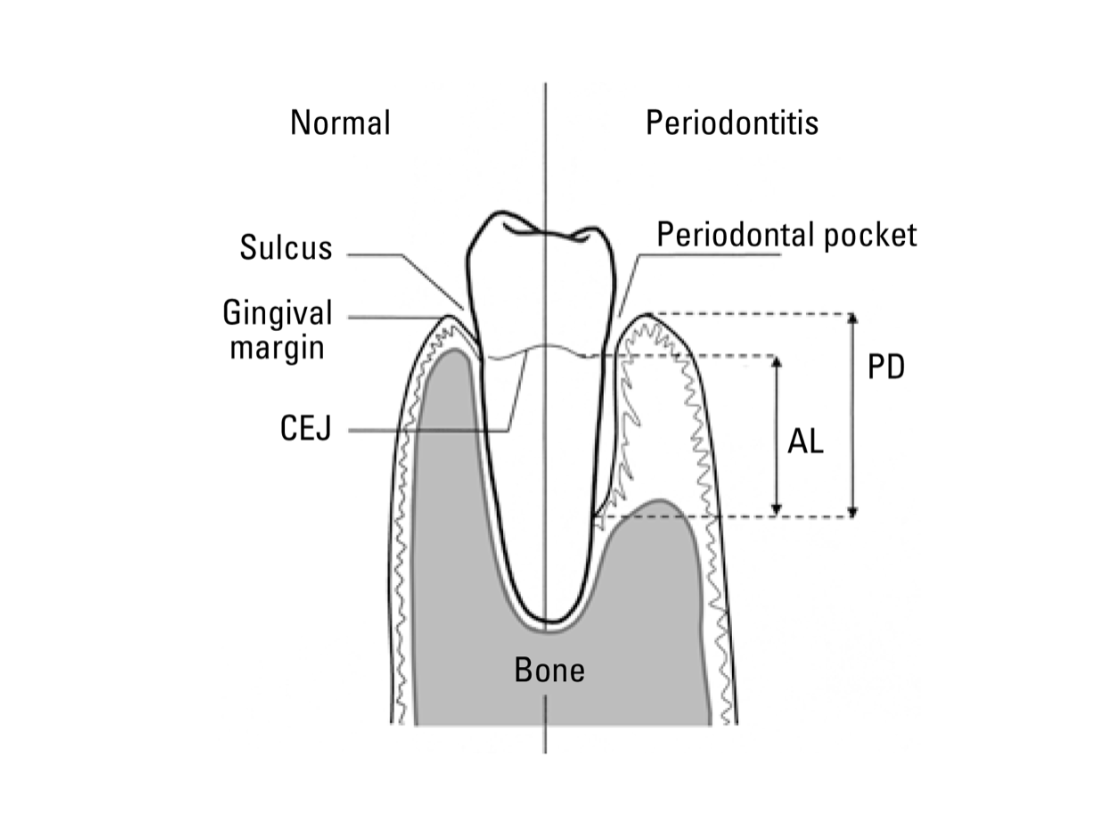 Normal
Periodontitis
Sulcus
Periodontal pocket
Gingival
margin
PD
CEJ
AL
Bone